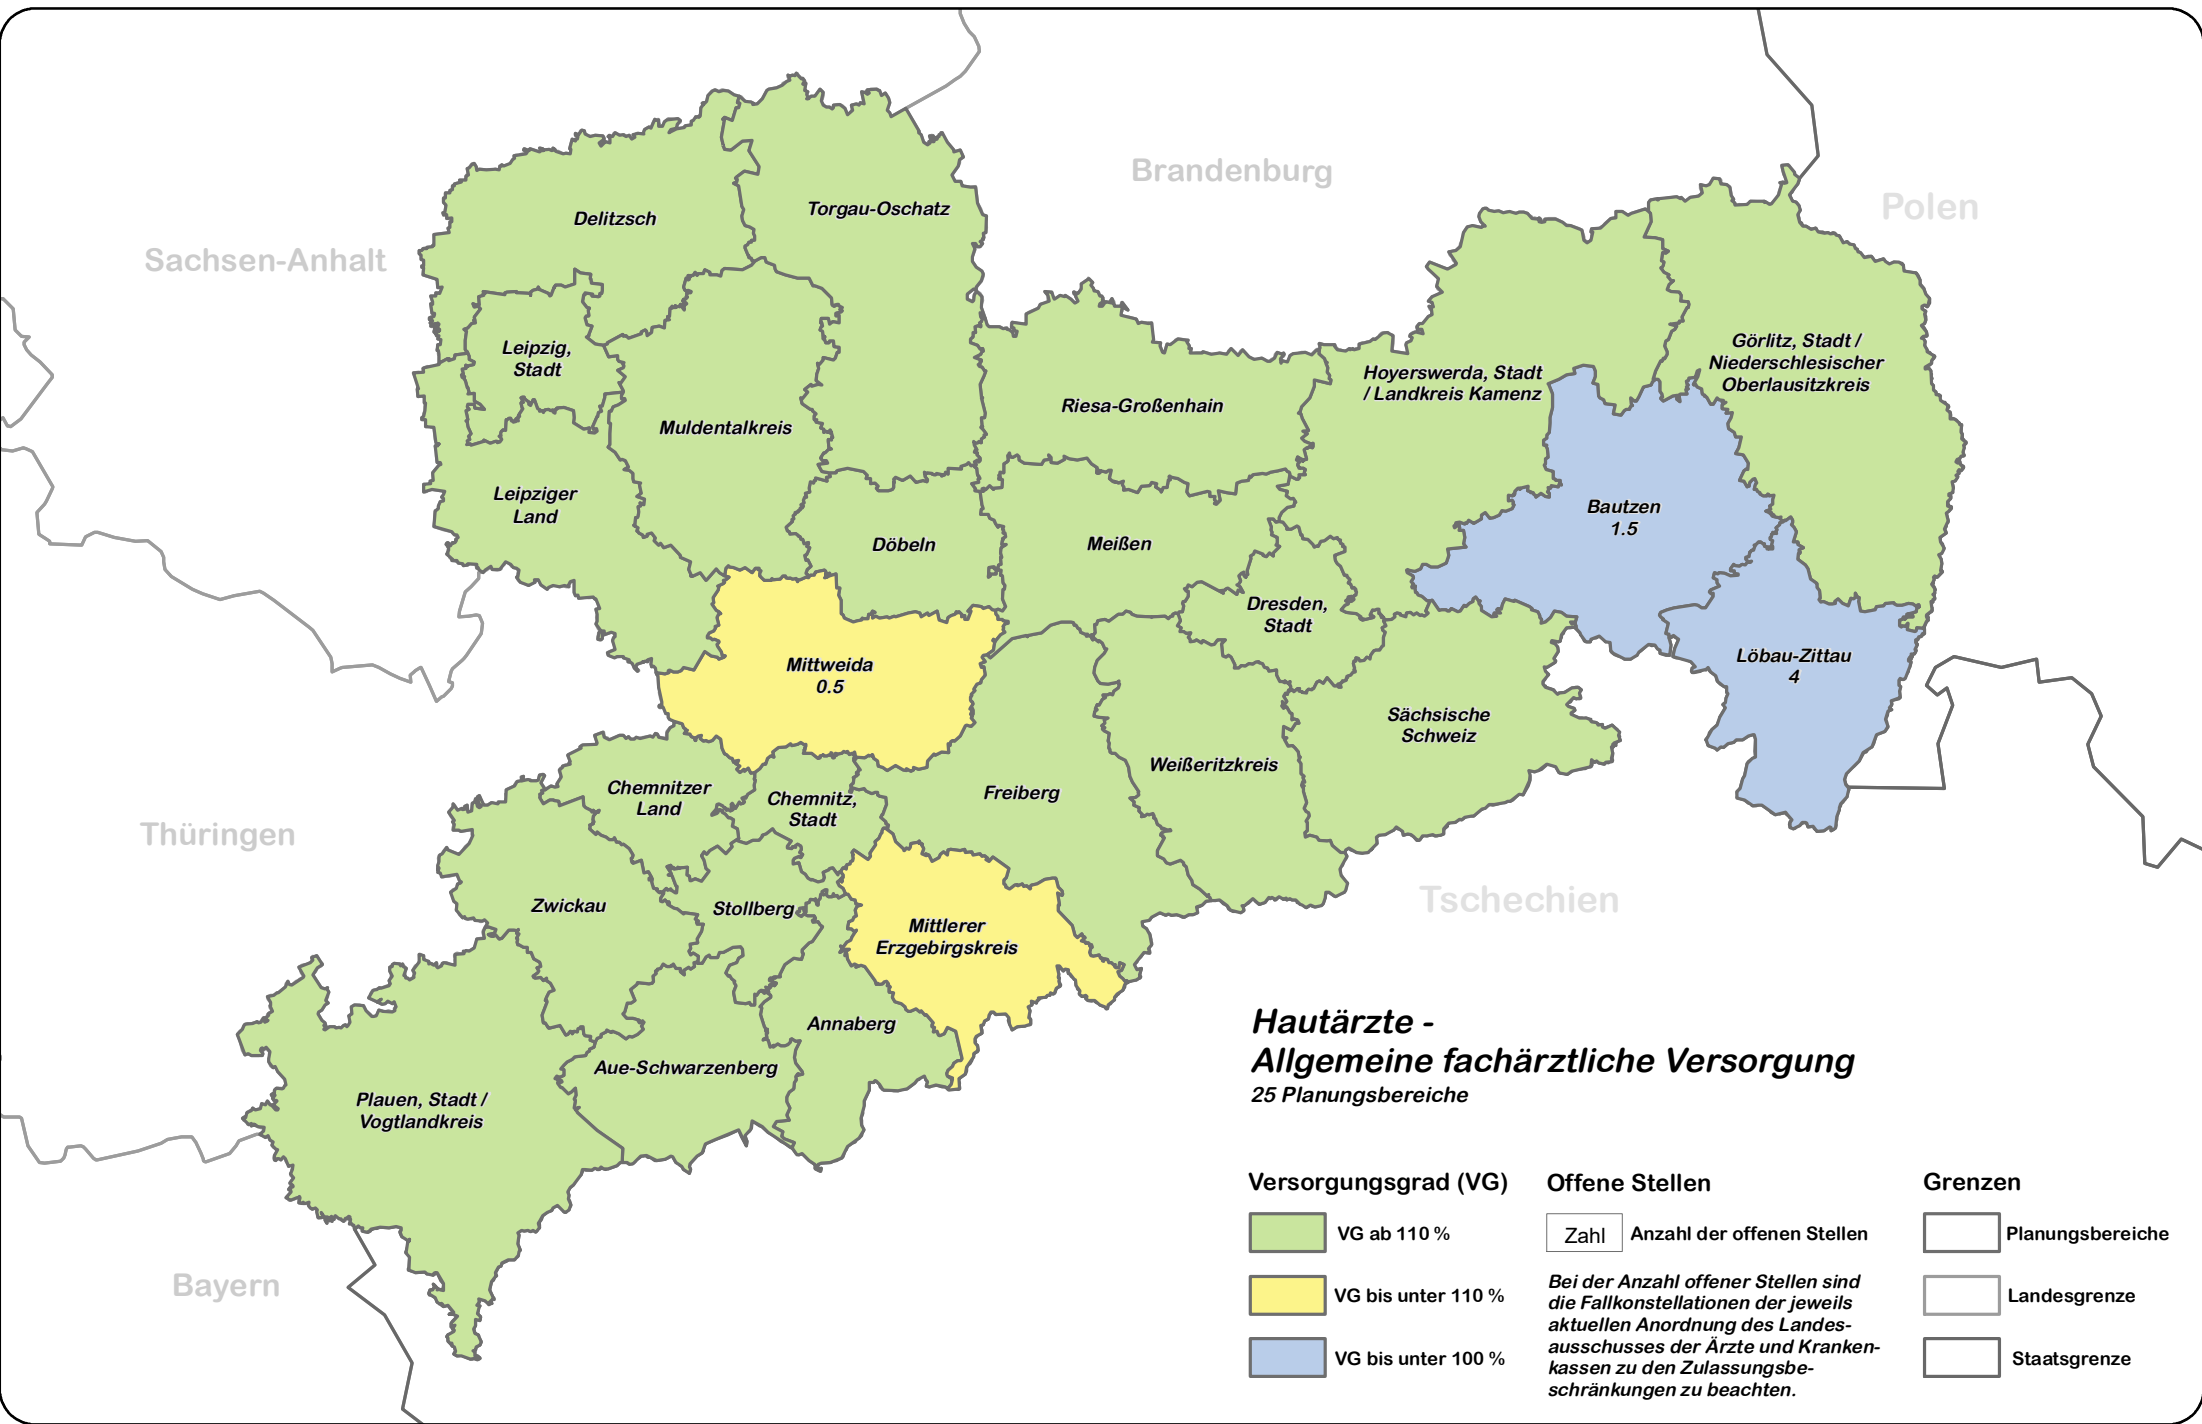 Brandenburg
Polen
Sachsen-Anhalt
Delitzsch
Torgau-Oschatz
Leipzig,
Stadt
Görlitz, Stadt /
Niederschlesischer
Oberlausitzkreis
Hoyerswerda, Stadt
/ Landkreis Kamenz
Riesa-Großenhain
Muldentalkreis
Leipziger
Land
Bautzen
1.5
Döbeln
Meißen
Dresden,
Stadt
Mittweida
0.5
Löbau-Zittau
4
Sächsische
Schweiz
Weißeritzkreis
Chemnitzer
Land
Chemnitz,
Stadt
Freiberg
Thüringen
Zwickau
Stollberg
Mittlerer
Erzgebirgskreis
Tschechien
Annaberg
Aue-Schwarzenberg
Plauen, Stadt /
Vogtlandkreis
Bayern
Hautärzte -
Allgemeine fachärztliche Versorgung
25 Planungsbereiche
Versorgungsgrad (VG)
VG ab 110 %
VG bis unter 110 %
VG bis unter 100 %
Offene Stellen
Zahl
Anzahl der offenen Stellen
Bei der Anzahl offener Stellen sind
die Fallkonstellationen der jeweils
aktuellen Anordnung des Landes-
ausschusses der Ärzte und Kranken-
kassen zu den Zulassungsbe-
schränkungen zu beachten.
Grenzen
Planungsbereiche
Landesgrenze
Staatsgrenze